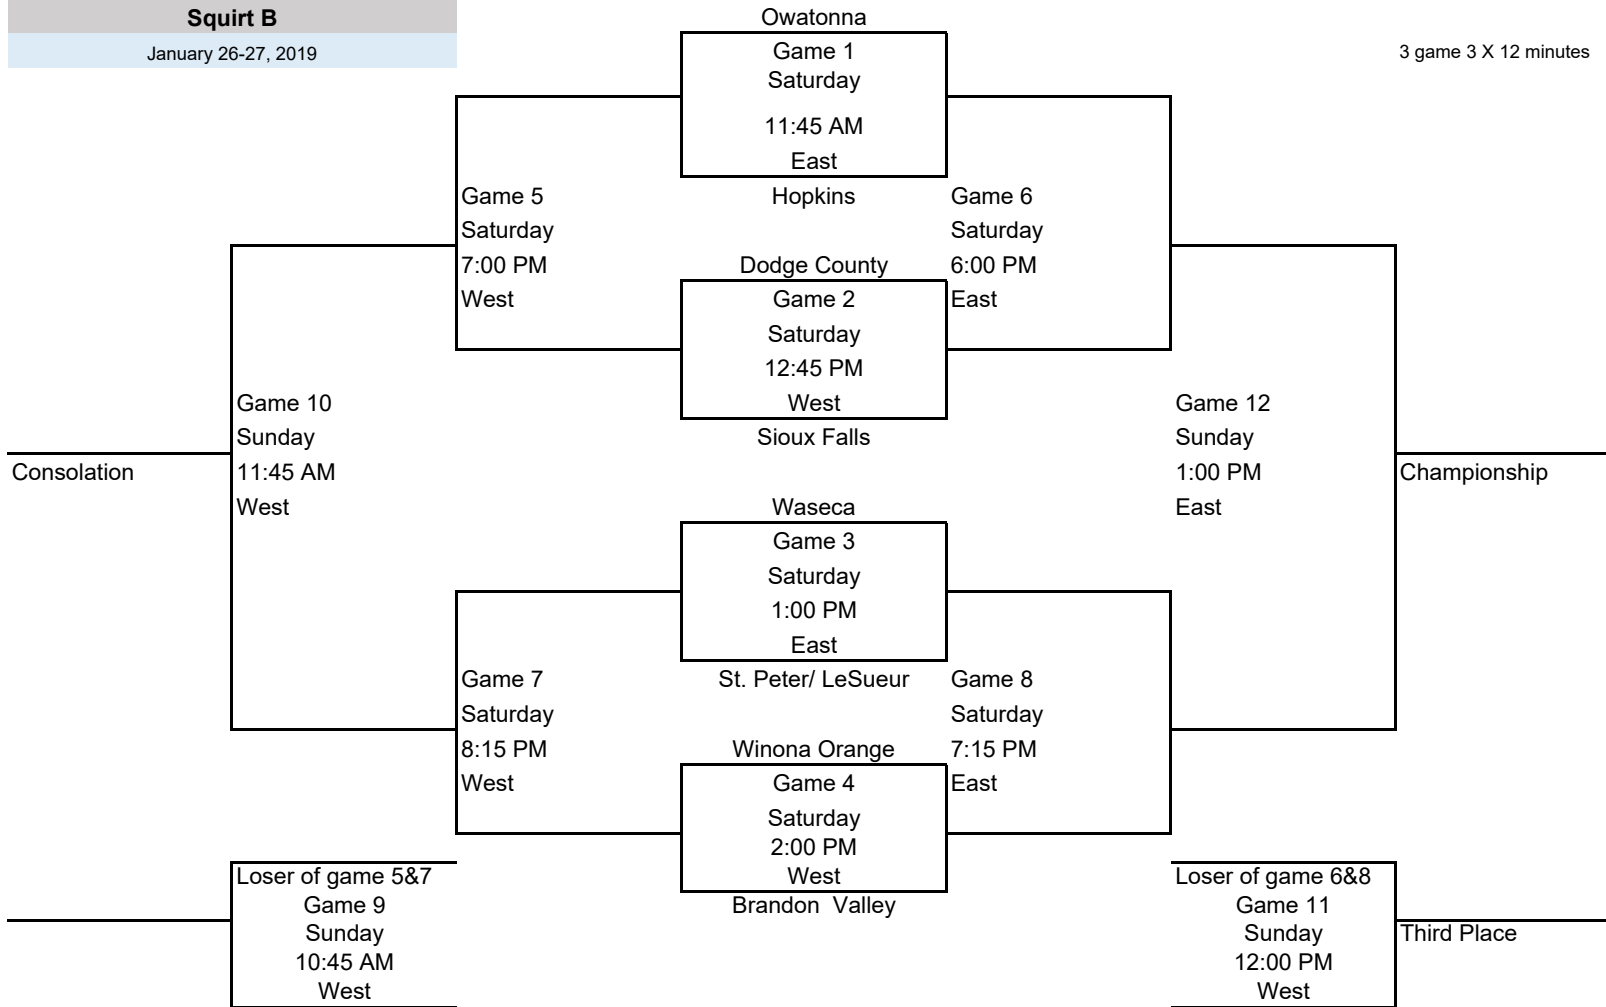 Squirt B
January 26-27, 2019
3 game 3 X 12 minutes
Owatonna
Game 1
Saturday
11:45 AM
East
Hopkins
Game 5
Saturday
7:00 PM
West
Game 6
Saturday
6:00 PM
East
Dodge County
Game 2
Saturday
12:45 PM
West
Sioux Falls
Game 10
Sunday
11:45 AM
West
Consolation
Game 12
Sunday
1:00 PM
East
Championship
Waseca
Game 3
Saturday
1:00 PM
East
St. Peter/ LeSueur
Game 7
Saturday
8:15 PM
West
Game 8
Saturday
7:15 PM
East
Winona Orange
Game 4
Saturday
2:00 PM
West
Brandon  Valley
Loser of game 5&7
Game 9
Sunday
10:45 AM
West
Loser of game 6&8
Game 11
Sunday
12:00 PM
West
Third Place